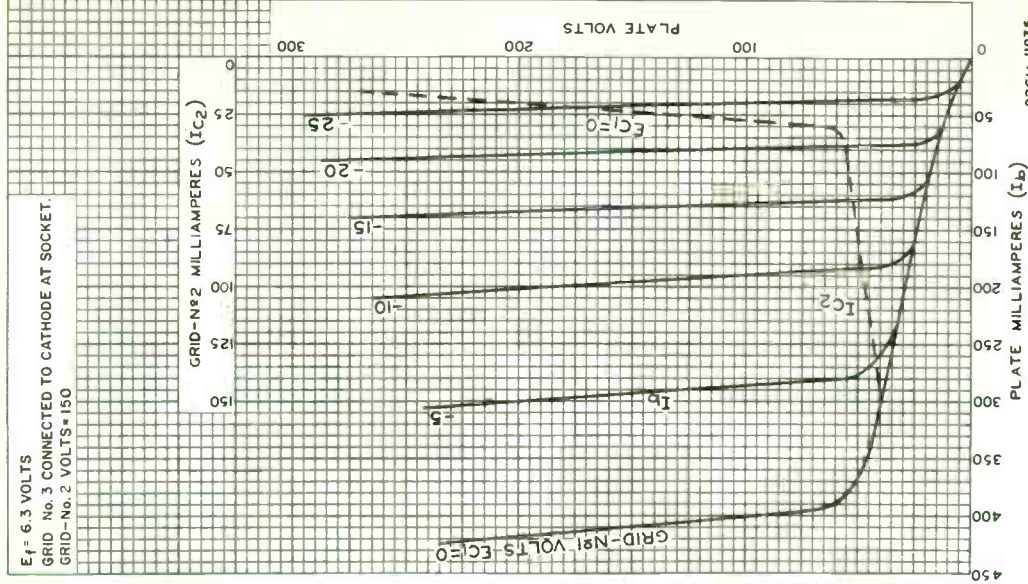 Ef = 6.3 VOLTS
GRID No. 3 CONNECTED TO CATHODE AT SOCKET.
GRID-No. 2 VOLTS = 150
PLATE MILLIAMPERES (Ib)
450
400
350
300
250
200
150
100
50
0
100
200
300
PLATE VOLTS
GRID-Nº2 MILLIAMPERES (IC2)
150
125
100
75
50
25
0
GRID-Nº1 VOLTS EC1=0
-5
-10
-15
-20
-25
Ib
IC2
EC1=0